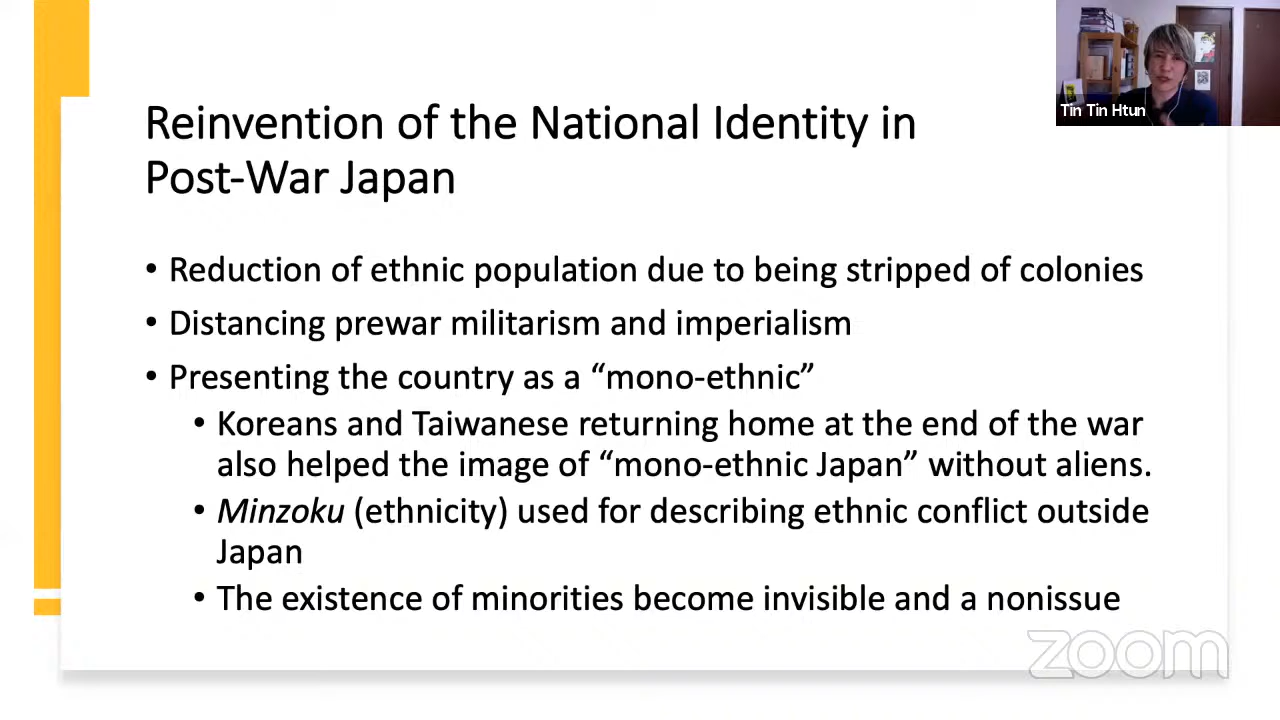 Tin Tin Htun
Reinvention of the National Identity in
Post-War Japan
• Reduction of ethnic population due to being stripped of colonies
• Distancing prewar militarism and imperialism
• Presenting the country as a “mono-ethnic”
• Koreans and Taiwanese returning home at the end of the war
also helped the image of “mono-ethnic Japan” without aliens.
• Minzoku (ethnicity) used for describing ethnic conflict outside
Japan
• The existence of minorities become invisible and a nonissue
zoom